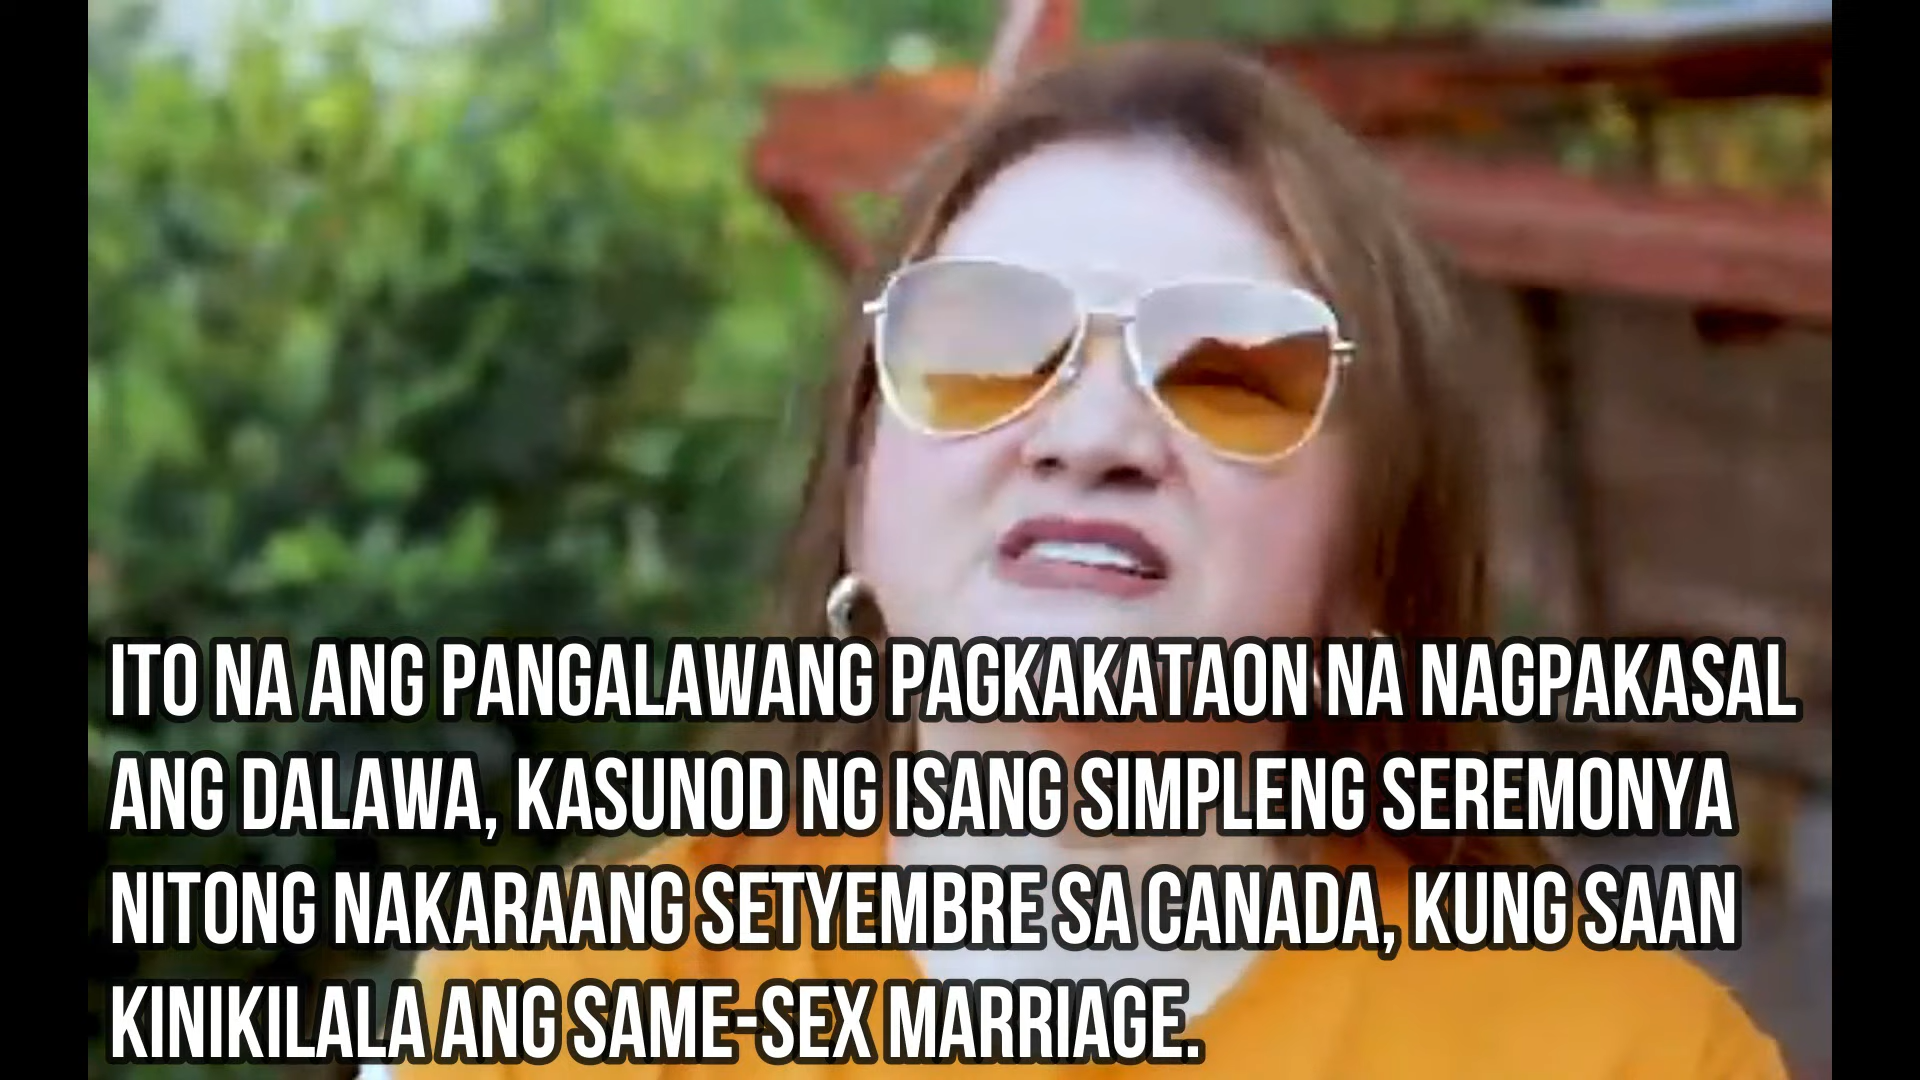 ITO NA ANG PANGALAWANG PAGKAKATAON NA NAGPAKASAL
ANG DALAWA, KASUNOD NG ISANG SIMPLENG SEREMONYA
NITONG NAKARAANG SETYEMBRE SA CANADA, KUNG SAAN
KINIKILALA ANG SAME-SEX MARRIAGE.